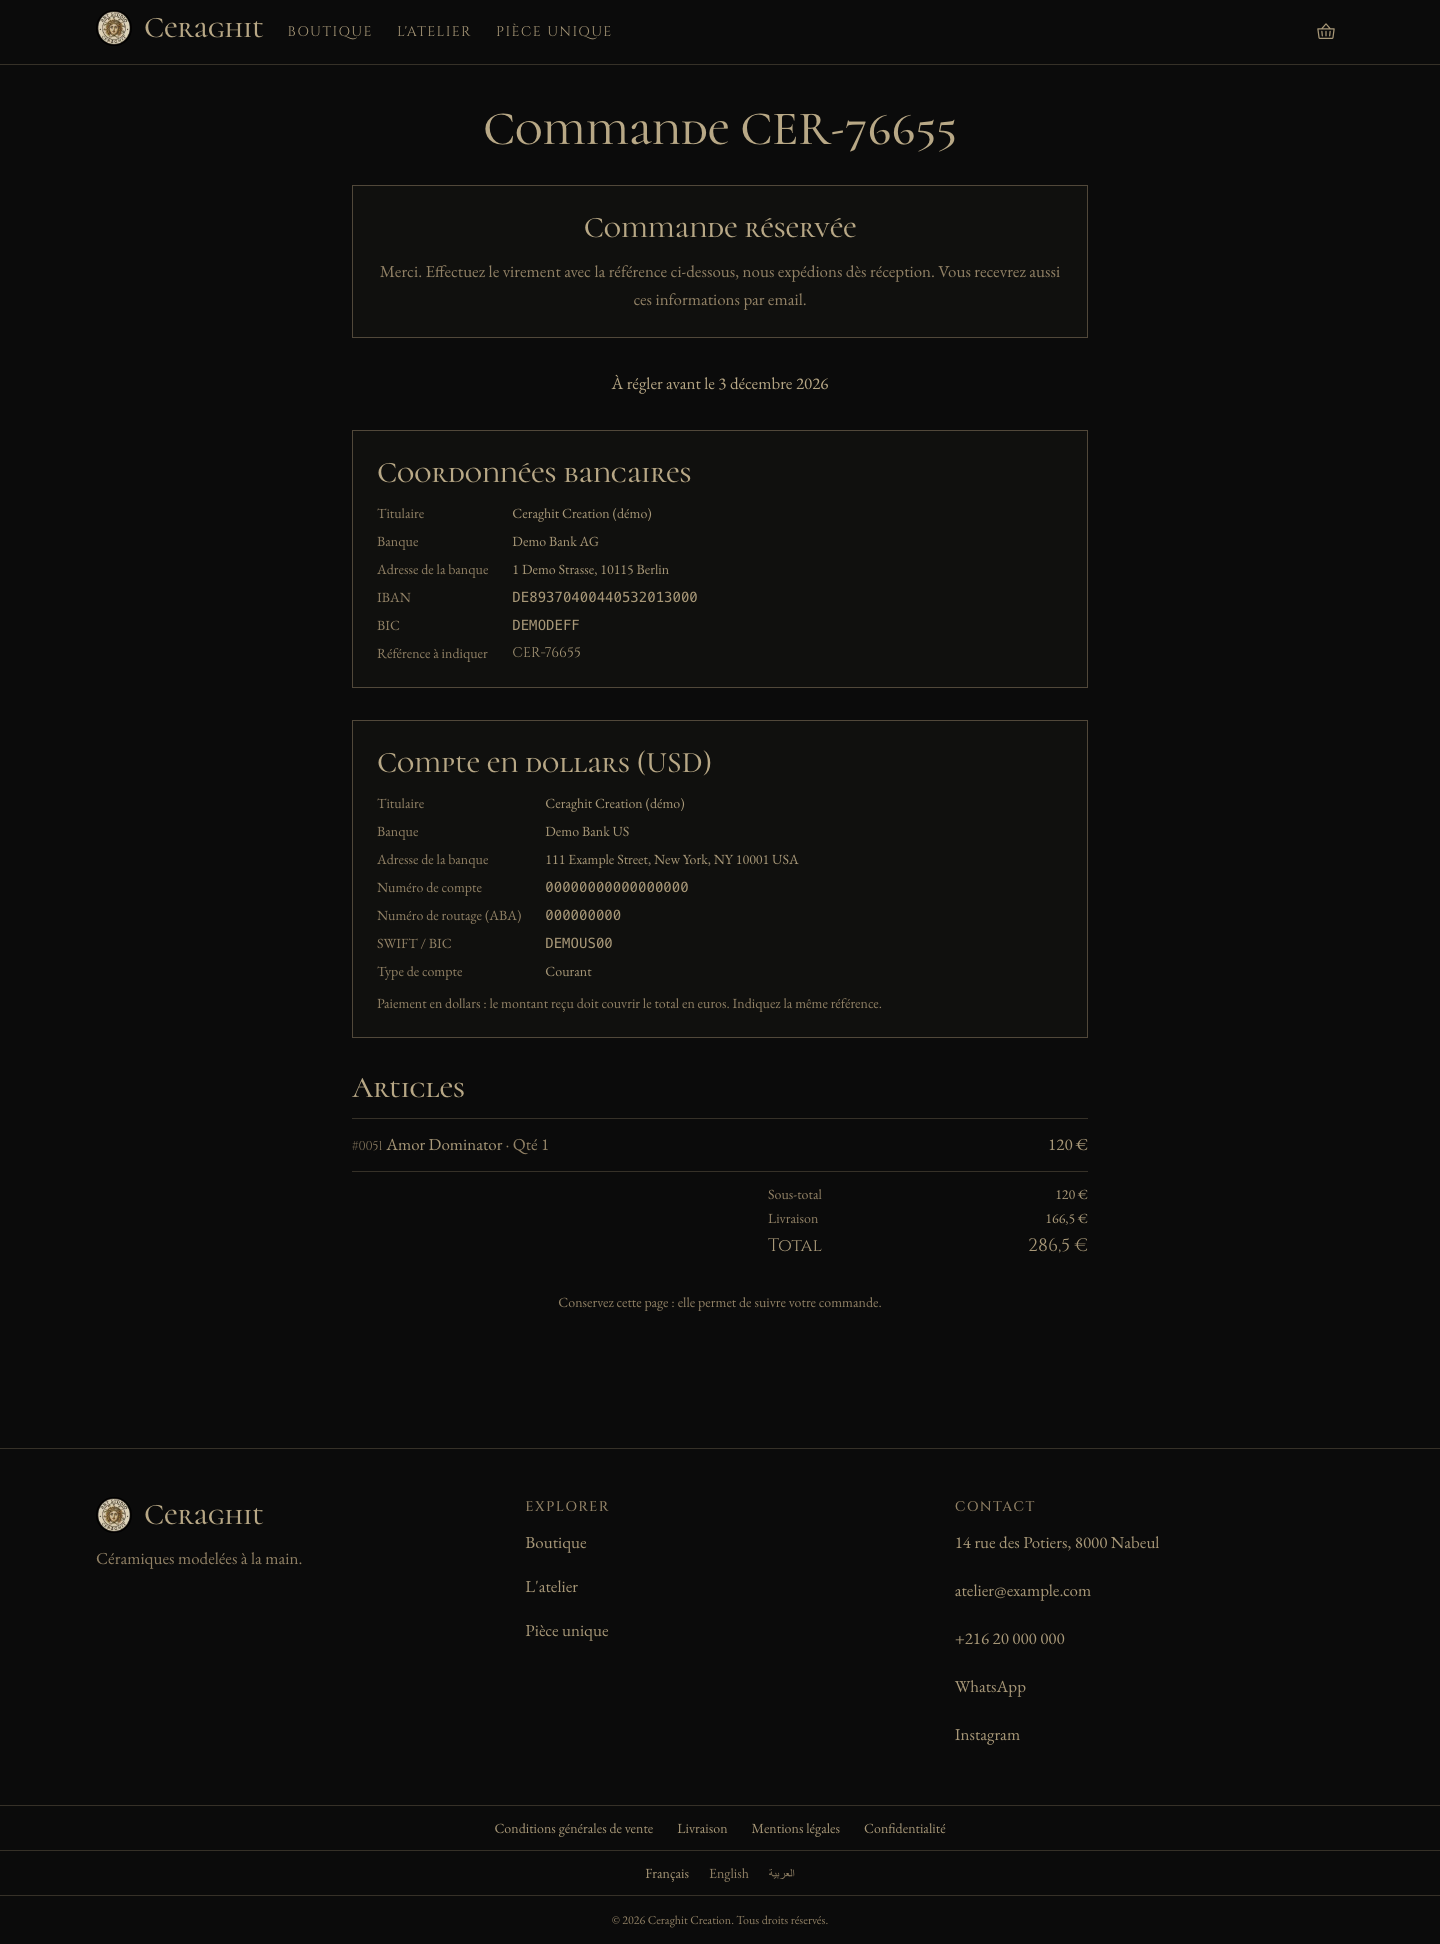 Ceraghit BOUTIQUE L'ATELIER PIÈCE UNIQUE
Commande CER-76655
Commande réservée
Merci. Effectuez le virement avec la référence ci-dessous, nous expédions dès réception. Vous recevrez aussi
ces informations par email.
À régler avant le 3 décembre 2026
Coordonnées bancaires
Titulaire Ceraghit Creation (démo)
Banque Demo Bank AG
Adresse de la banque 1 Demo Strasse, 10115 Berlin
IBAN DE89370400440532013000
BIC DEMODEFF
Référence à indiquer CER-76655
Compte en dollars (USD)
Titulaire Ceraghit Creation (démo)
Banque Demo Bank US
Adresse de la banque 111 Example Street, New York, NY 10001 USA
Numéro de compte 00000000000000000
Numéro de routage (ABA) 000000000
SWIFT / BIC DEMOUS00
Type de compte Courant
Paiement en dollars : le montant reçu doit couvrir le total en euros. Indiquez la même référence.
Articles
#0051 Amor Dominator · Qté 1 120 €
Sous-total 120 €
Livraison 166,5 €
Total 286,5 €
Conservez cette page : elle permet de suivre votre commande.
Ceraghit
Céramiques modelées à la main.
EXPLORER
Boutique
L'atelier
Pièce unique
CONTACT
14 rue des Potiers, 8000 Nabeul
atelier@example.com
+216 20 000 000
WhatsApp
Instagram
Conditions générales de vente Livraison Mentions légales Confidentialité
Français English العربية
© 2026 Ceraghit Creation. Tous droits réservés.